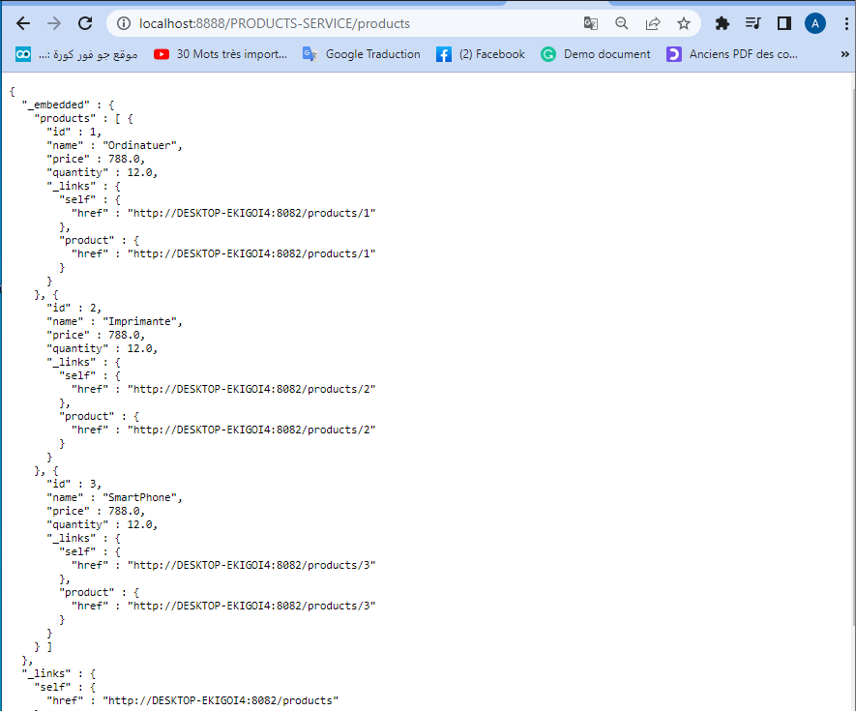 localhost:8888/PRODUCTS-SERVICE/products
A
موقع جو فور كورة :...
30 Mots très import...
Google Traduction
(2) Facebook
Demo document
Anciens PDF des co...
»
{
"_embedded" : {
"products" : [ {
"id" : 1,
"name" : "Ordinatuer",
"price" : 788.0,
"quantity" : 12.0,
"_links" : {
"self" : {
"href" : "http://DESKTOP-EKIGOI4:8082/products/1"
},
"product" : {
"href" : "http://DESKTOP-EKIGOI4:8082/products/1"
}
}
}, {
"id" : 2,
"name" : "Imprimante",
"price" : 788.0,
"quantity" : 12.0,
"_links" : {
"self" : {
"href" : "http://DESKTOP-EKIGOI4:8082/products/2"
},
"product" : {
"href" : "http://DESKTOP-EKIGOI4:8082/products/2"
}
}
}, {
"id" : 3,
"name" : "SmartPhone",
"price" : 788.0,
"quantity" : 12.0,
"_links" : {
"self" : {
"href" : "http://DESKTOP-EKIGOI4:8082/products/3"
},
"product" : {
"href" : "http://DESKTOP-EKIGOI4:8082/products/3"
}
}
} ]
},
"_links" : {
"self" : {
"href" : "http://DESKTOP-EKIGOI4:8082/products"